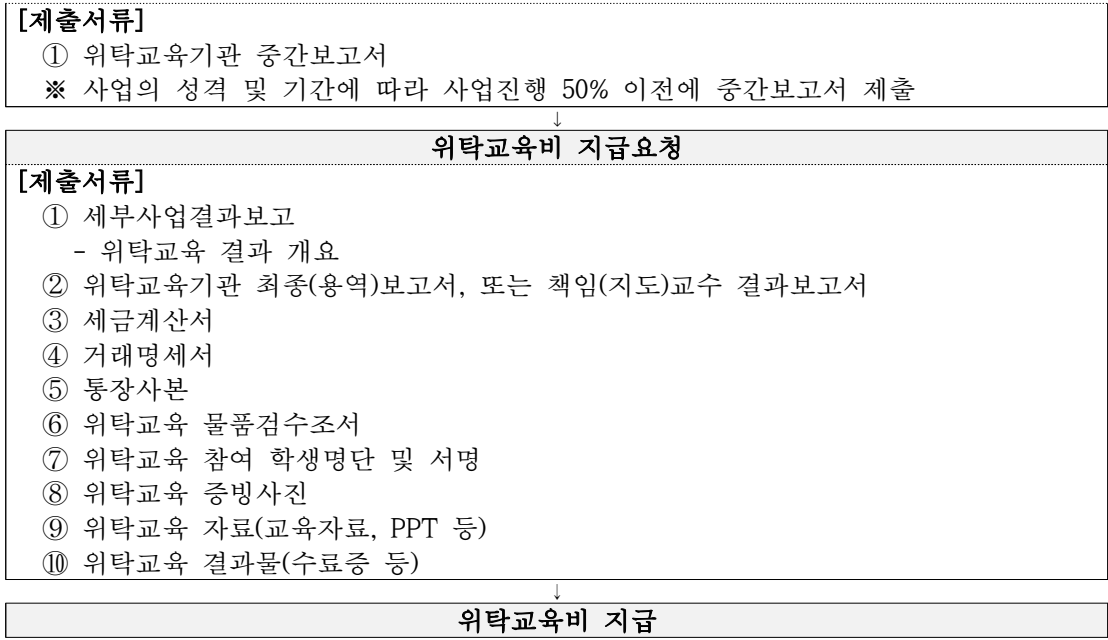 [제출서류]
① 위탁교육기관 중간보고서
※ 사업의 성격 및 기간에 따라 사업진행 50% 이전에 중간보고서 제출
↓
위탁교육비 지급요청
[제출서류]
① 세부사업결과보고
- 위탁교육 결과 개요
② 위탁교육기관 최종(용역)보고서, 또는 책임(지도)교수 결과보고서
③ 세금계산서
④ 거래명세서
⑤ 통장사본
⑥ 위탁교육 물품검수조서
⑦ 위탁교육 참여 학생명단 및 서명
⑧ 위탁교육 증빙사진
⑨ 위탁교육 자료(교육자료, PPT 등)
⑩ 위탁교육 결과물(수료증 등)
↓
위탁교육비 지급